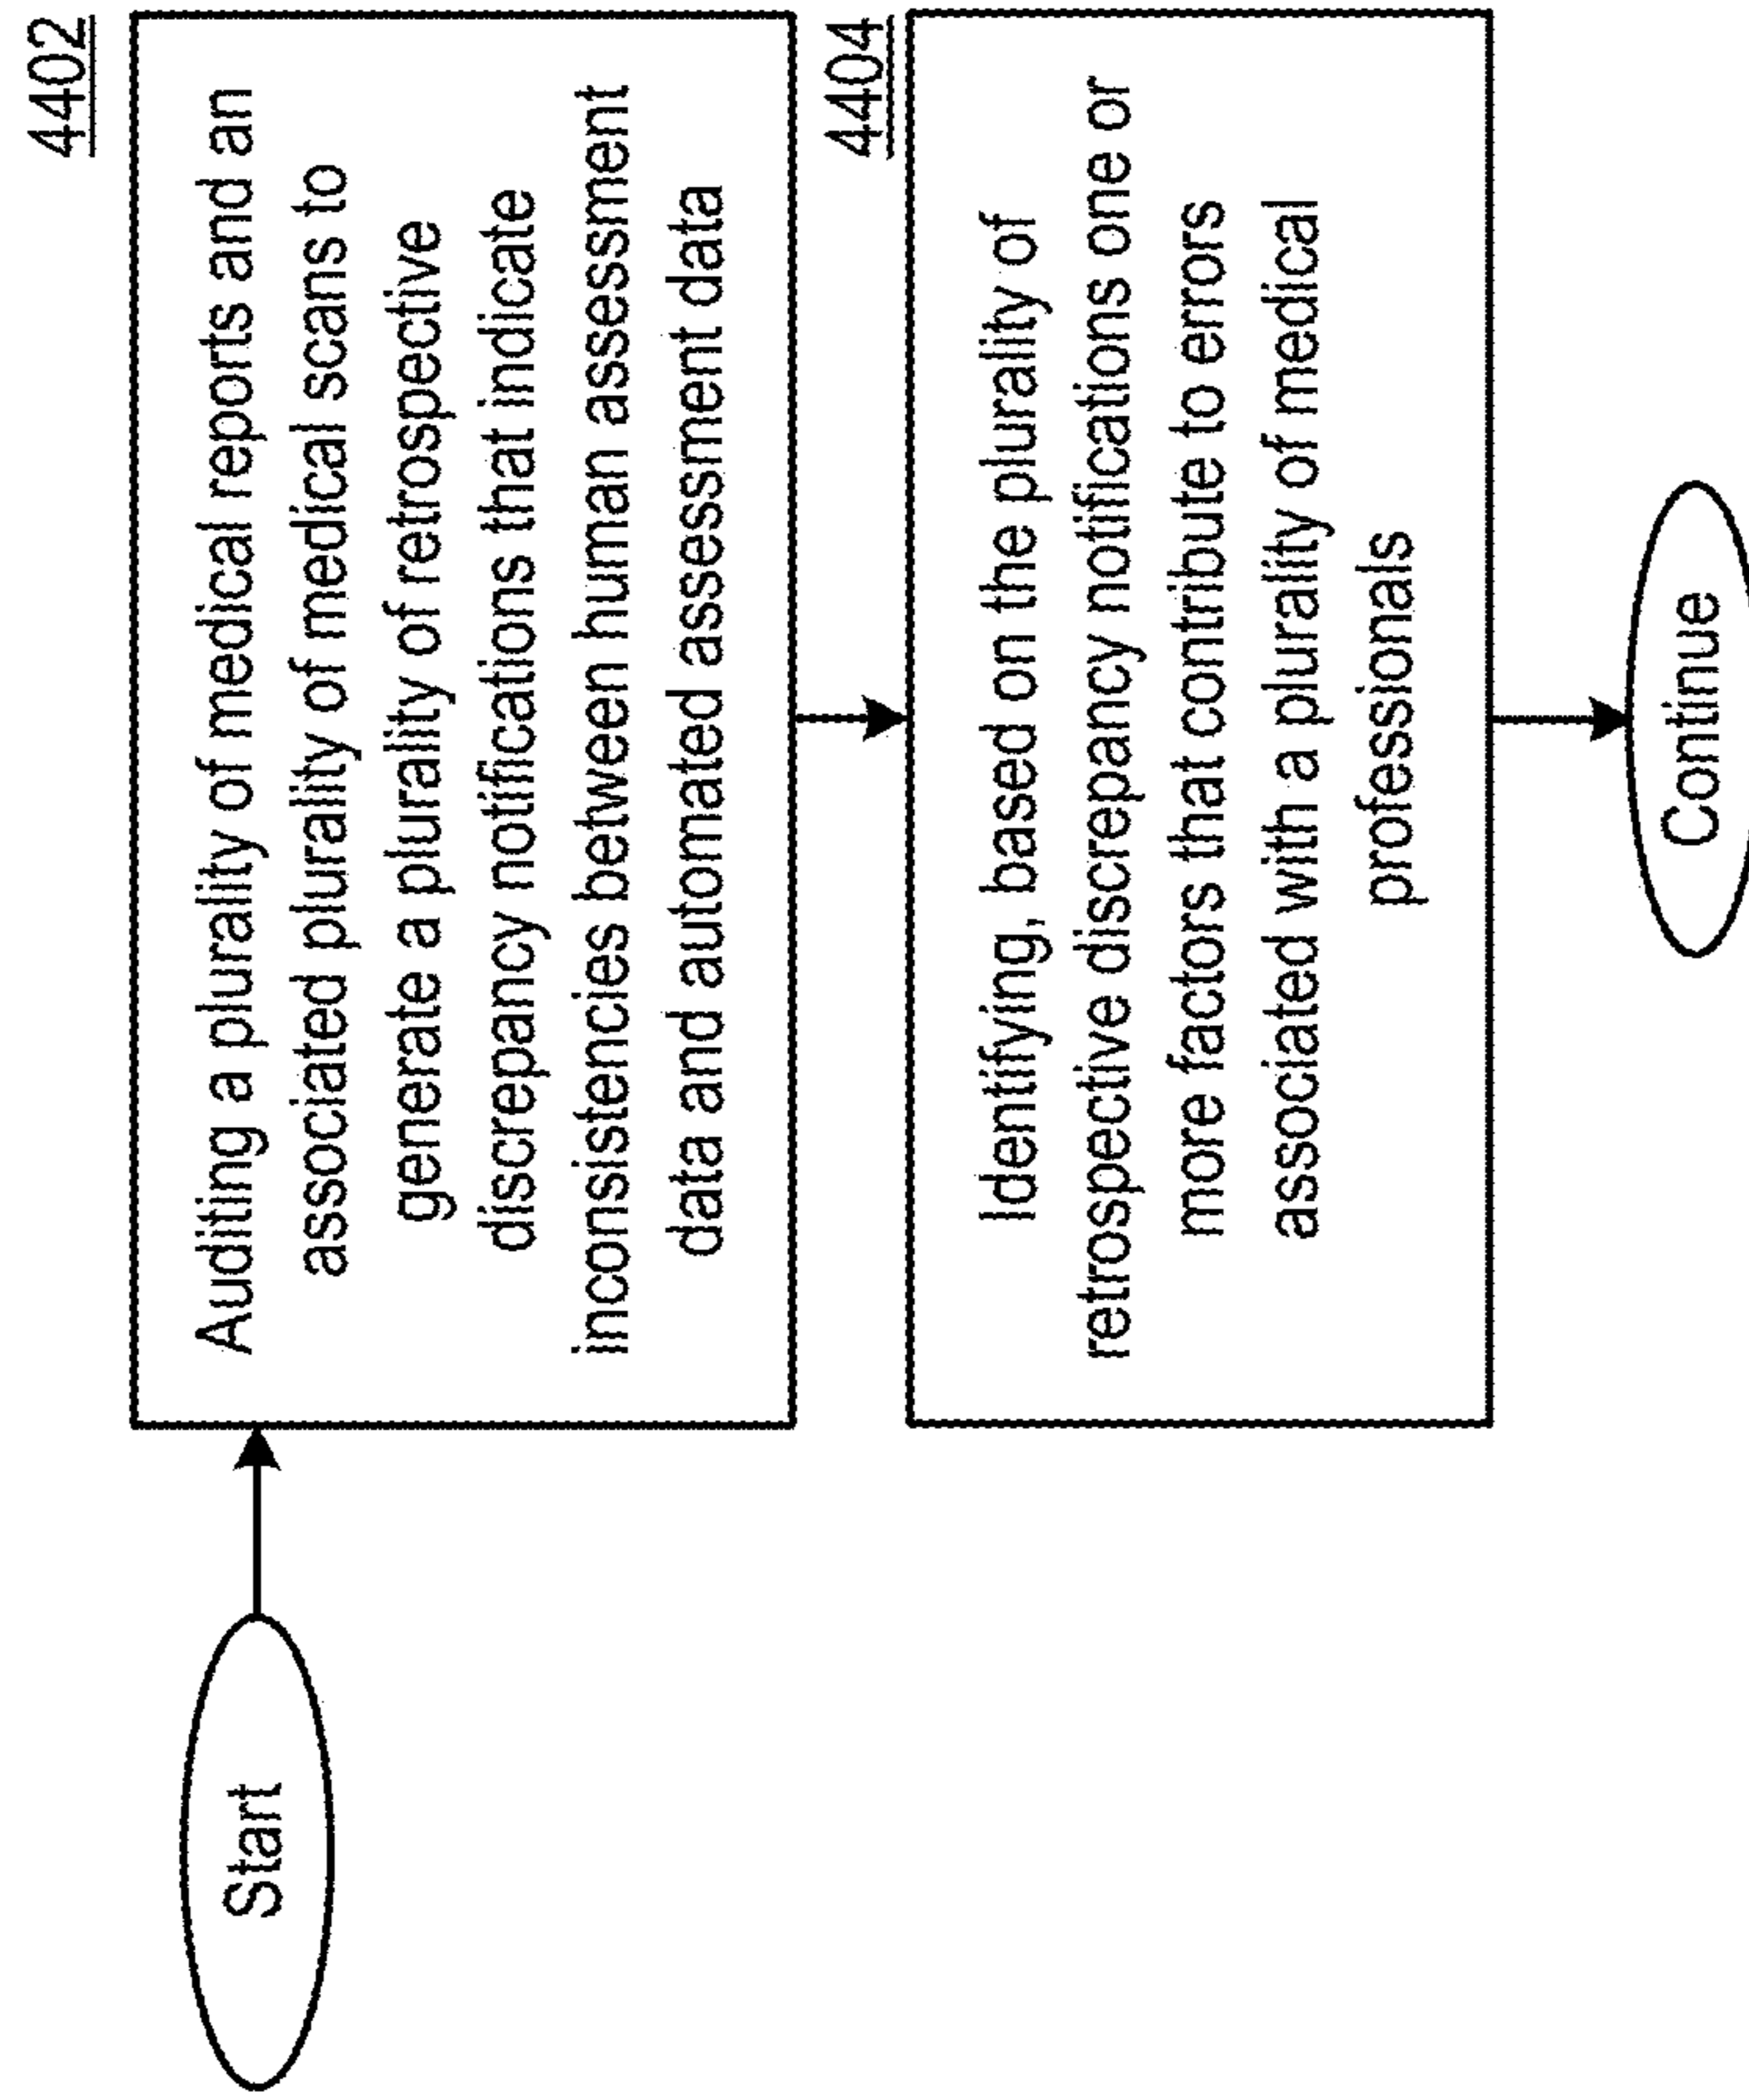 Start
4402
Auditing a plurality of medical reports and an
associated plurality of medical scans to
generate a plurality of retrospective
discrepancy notifications that indicate
inconsistencies between human assessment
data and automated assessment data
4404
Identifying, based on the plurality of
retrospective discrepancy notifications one or
more factors that contribute to errors
associated with a plurality of medical
professionals
Continue